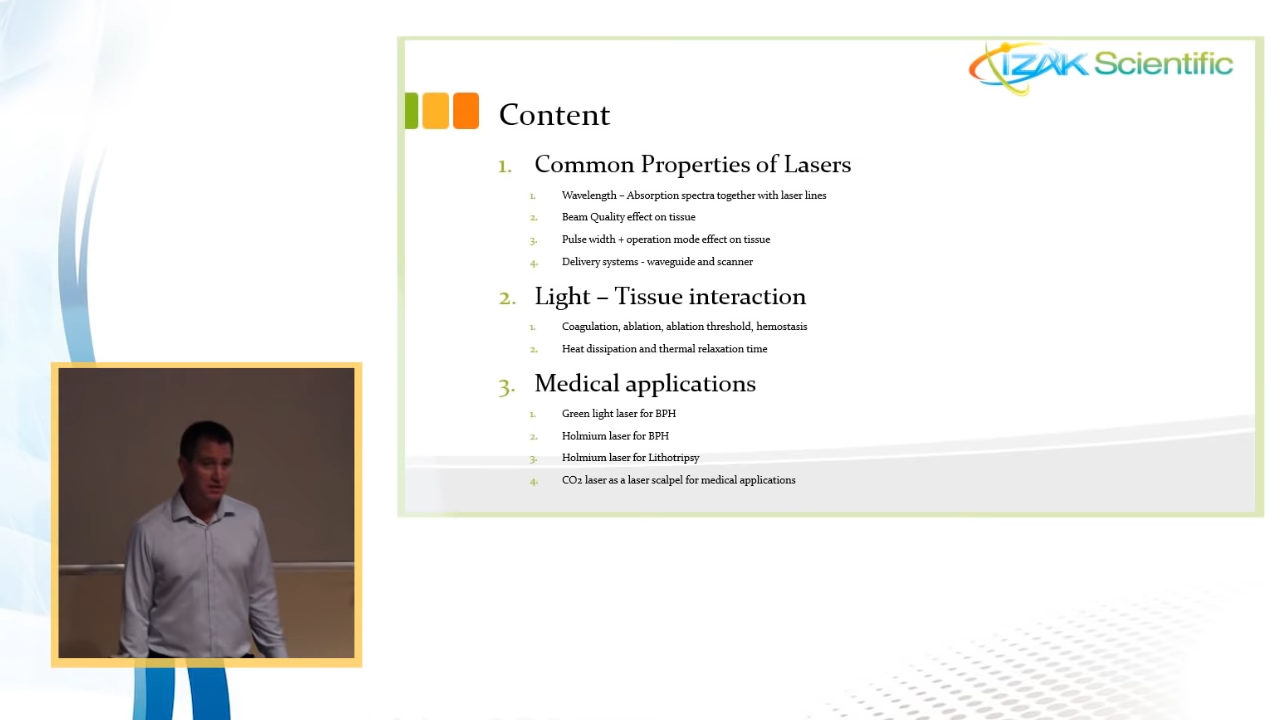 IZAK Scientific
Content
1. Common Properties of Lasers
1. Wavelength – Absorption spectra together with laser lines
2. Beam Quality effect on tissue
3. Pulse width + operation mode effect on tissue
4. Delivery systems - waveguide and scanner
2. Light – Tissue interaction
1. Coagulation, ablation, ablation threshold, hemostasis
2. Heat dissipation and thermal relaxation time
3. Medical applications
1. Green light laser for BPH
2. Holmium laser for BPH
3. Holmium laser for Lithotripsy
4. CO2 laser as a laser scalpel for medical applications